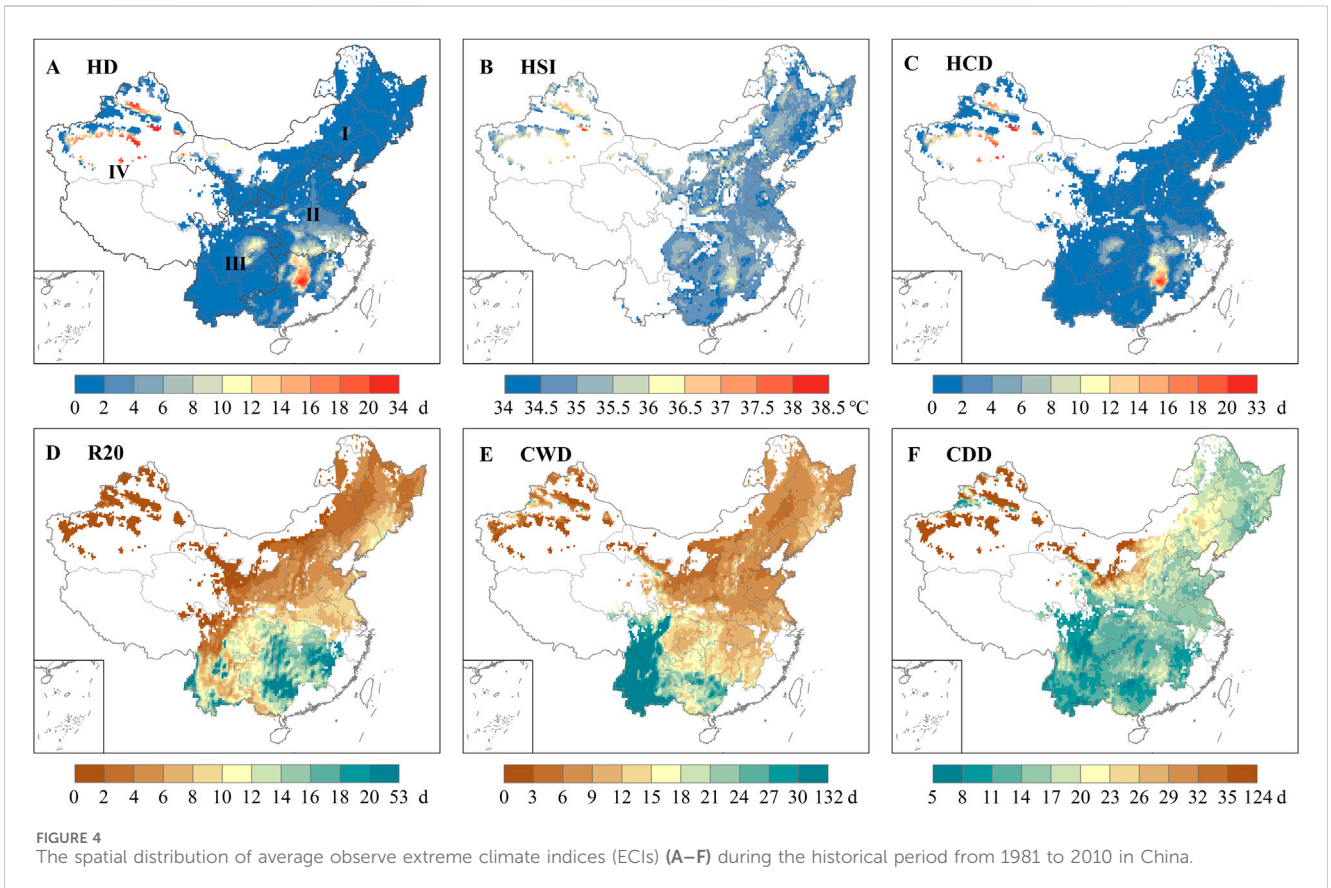 A HD
B HSI
C HCD
I
II
III
IV
0 2 4 6 8 10 12 14 16 18 20 34 d
34 34.5 35 35.5 36 36.5 37 37.5 38 38.5 ℃
0 2 4 6 8 10 12 14 16 18 20 33 d
D R20
E CWD
F CDD
0 2 4 6 8 10 12 14 16 18 20 53 d
0 3 6 9 12 15 18 21 24 27 30 132 d
5 8 11 14 17 20 23 26 29 32 35 124 d
FIGURE 4
The spatial distribution of average observe extreme climate indices (ECIs) (A–F) during the historical period from 1981 to 2010 in China.